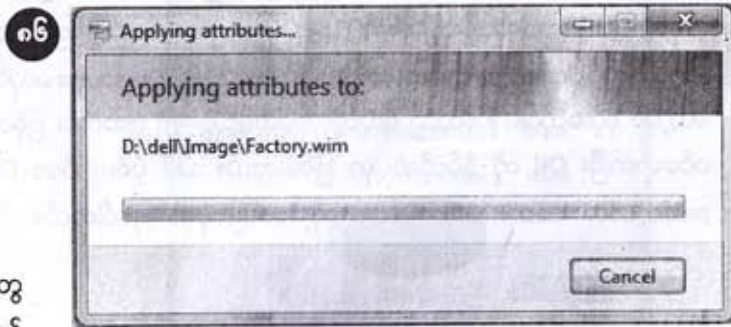 ၈၆
Applying attributes...
Applying attributes to:
D:\dell\Image\Factory.wim
Cancel